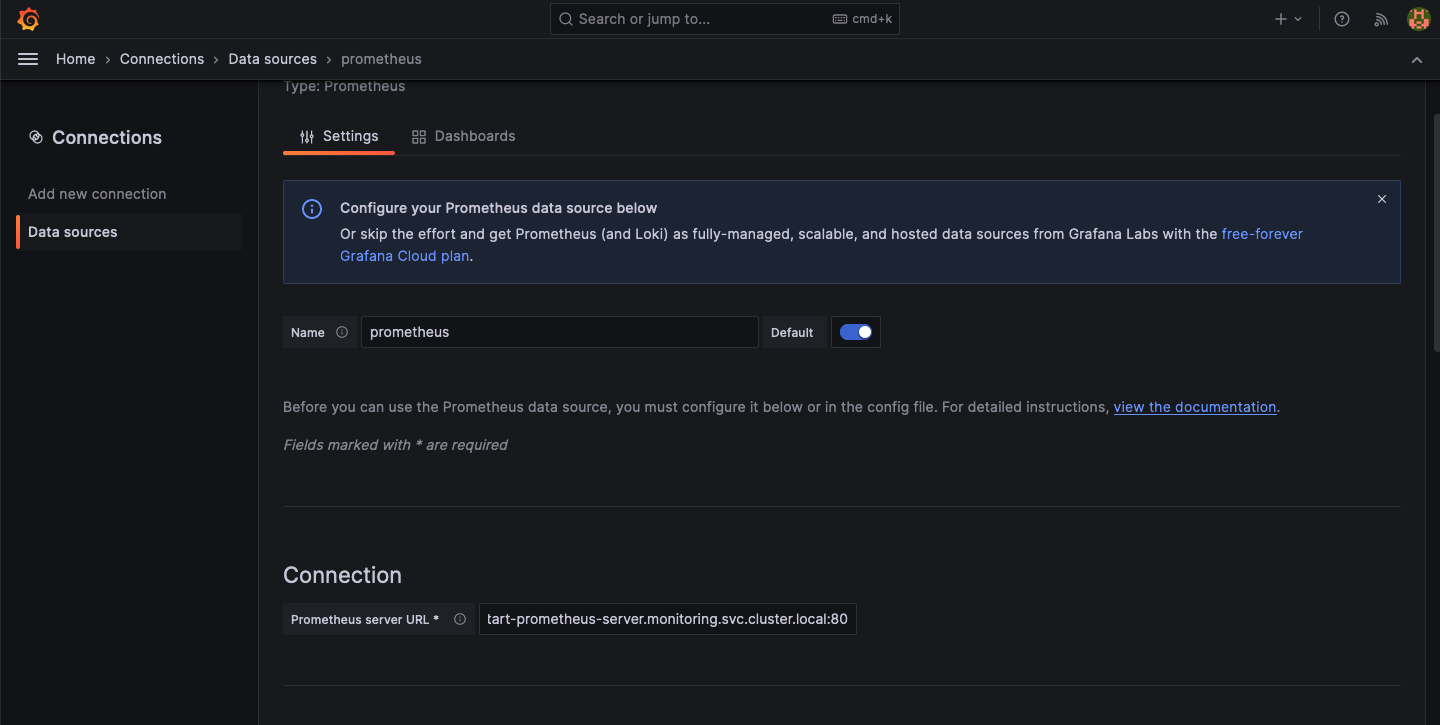 Search or jump to... cmd+k
Home › Connections › Data sources › prometheus
Connections
Add new connection
Data sources
Type: Prometheus
Settings Dashboards
Configure your Prometheus data source below
Or skip the effort and get Prometheus (and Loki) as fully-managed, scalable, and hosted data sources from Grafana Labs with the free-forever
Grafana Cloud plan.
Name prometheus Default
Before you can use the Prometheus data source, you must configure it below or in the config file. For detailed instructions, view the documentation.
Fields marked with * are required
Connection
Prometheus server URL * tart-prometheus-server.monitoring.svc.cluster.local:80